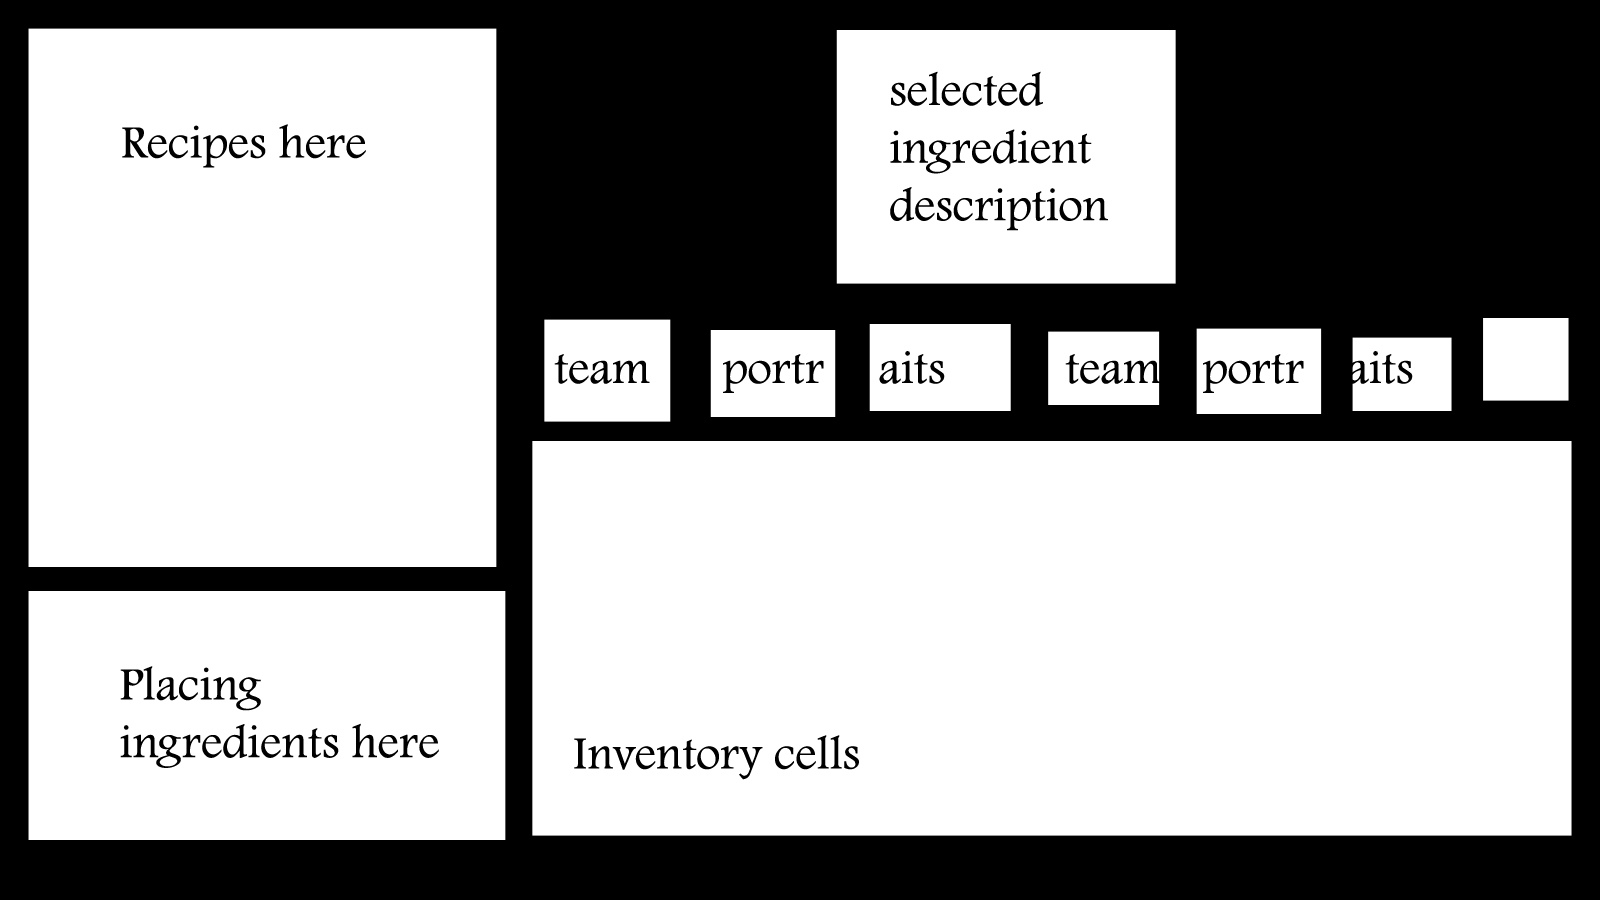 Recipes here
selected
ingredient
description
team portr aits team portr aits
Placing
ingredients here
Inventory cells